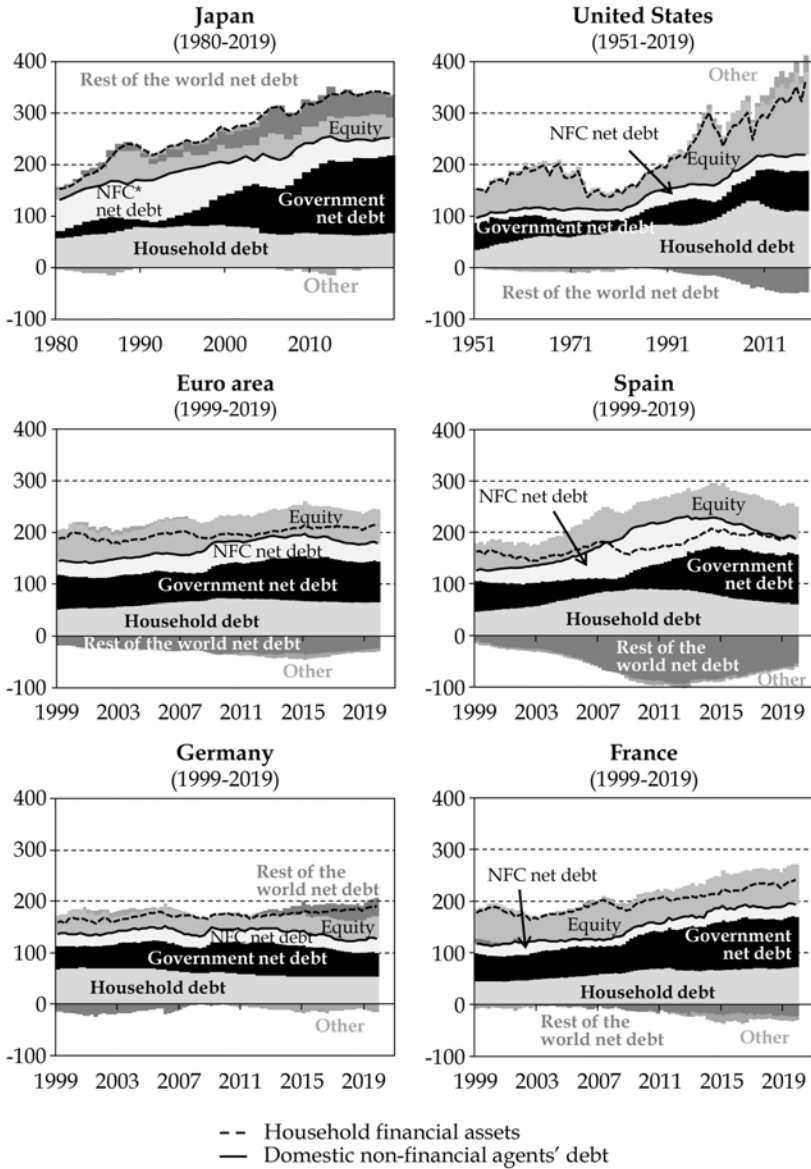 Japan
(1980-2019)
400
300
200
100
0
-100
Rest of the world net debt
Equity
NFC*
net debt
Government
net debt
Household debt
Other
1980 1990 2000 2010
United States
(1951-2019)
400
300
200
100
0
-100
Other
NFC net debt
Equity
Government net debt
Household debt
Rest of the world net debt
1951 1971 1991 2011
Euro area
(1999-2019)
400
300
200
100
0
-100
Equity
NFC net debt
Government net debt
Household debt
Rest of the world net debt
Other
1999 2003 2007 2011 2015 2019
Spain
(1999-2019)
400
300
200
100
0
-100
NFC net debt
Equity
Government
net debt
Household debt
Rest of the
world net debt
Other
1999 2003 2007 2011 2015 2019
Germany
(1999-2019)
400
300
200
100
0
-100
Rest of the
world net debt
Equity
NFC net debt
Government net debt
Household debt
Other
1999 2003 2007 2011 2015 2019
France
(1999-2019)
400
300
200
100
0
-100
NFC net debt
Equity
Government
net debt
Household debt
Rest of the
world net debt
Other
1999 2003 2007 2011 2015 2019
Household financial assets
Domestic non-financial agents' debt